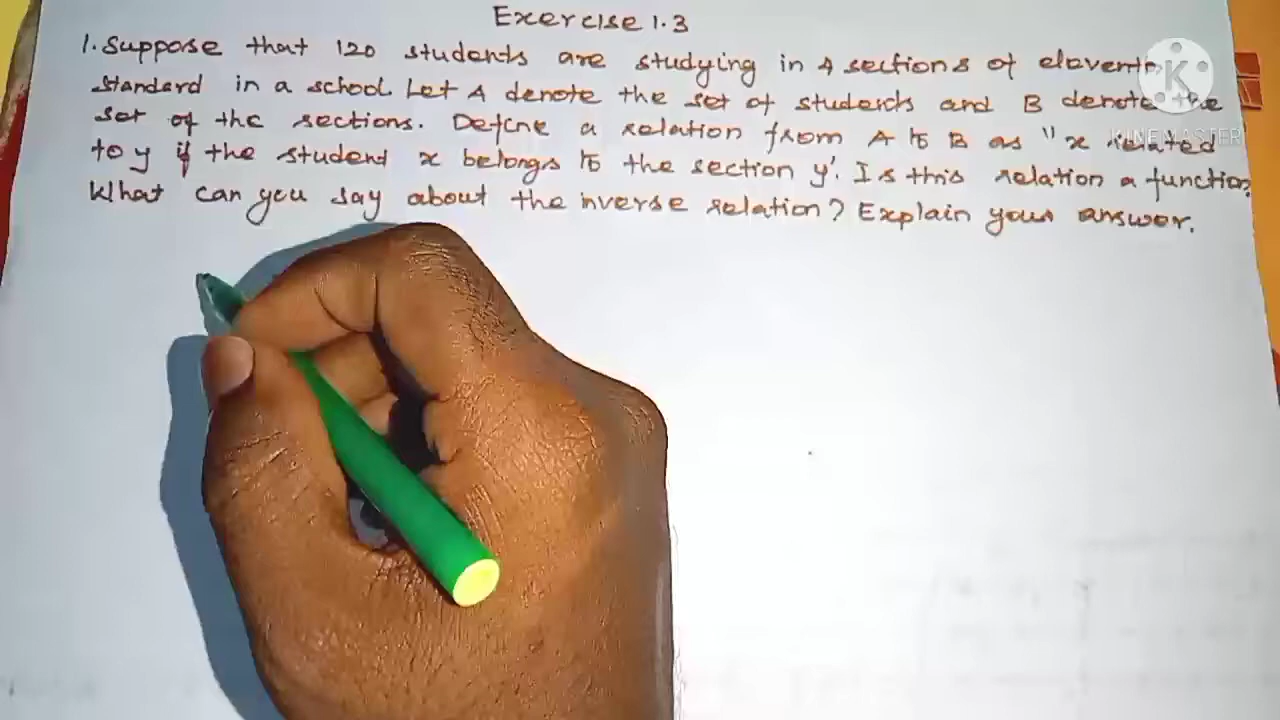 Exercise 1.3
1. Suppose that 120 students are studying in 4 sections of eleventh
standard in a school. Let A denote the set of students and B denote the
set of the sections. Define a relation from A to B as "x related
to y if the student x belongs to the section y". Is this relation a function?
What can you say about the inverse relation? Explain your answer.
K
KINEMASTER